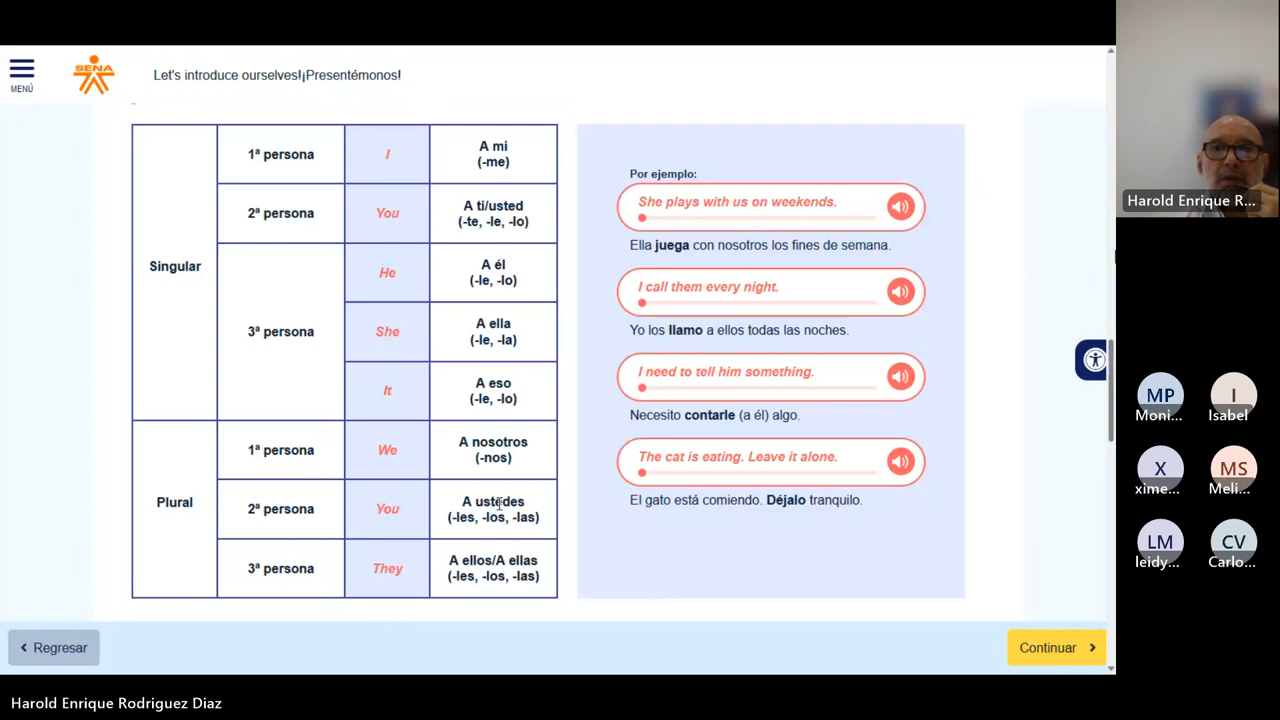 SENA
MENÚ
Let's introduce ourselves!¡Presentémonos!
Singular
1ª persona
I
A mi
(-me)
2ª persona
You
A ti/usted
(-te, -le, -lo)
3ª persona
He
A él
(-le, -lo)
She
A ella
(-le, -la)
It
A eso
(-le, -lo)
Plural
1ª persona
We
A nosotros
(-nos)
2ª persona
You
A ustedes
(-les, -los, -las)
3ª persona
They
A ellos/A ellas
(-les, -los, -las)
Por ejemplo:
She plays with us on weekends.
Ella juega con nosotros los fines de semana.
I call them every night.
Yo los llamo a ellos todas las noches.
I need to tell him something.
Necesito contarle (a él) algo.
The cat is eating. Leave it alone.
El gato está comiendo. Déjalo tranquilo.
Regresar
Continuar
Harold Enrique R...
MP
Moni...
I
Isabel
X
xime...
MS
Meli...
LM
leidy...
CV
Carlo...
Harold Enrique Rodriguez Diaz